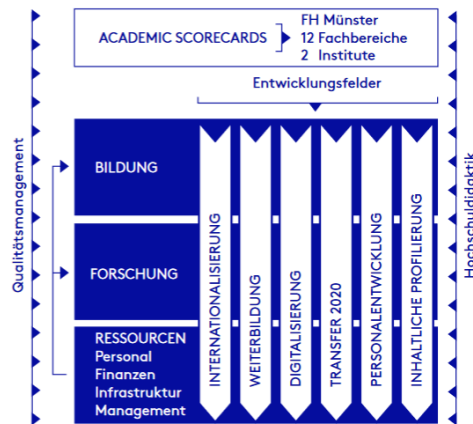 ACADEMIC SCORECARDS
FH Münster
12 Fachbereiche
2 Institute
Entwicklungsfelder
Qualitätsmanagement
BILDUNG
FORSCHUNG
RESSOURCEN
Personal
Finanzen
Infrastruktur
Management
INTERNATIONALISIERUNG
WEITERBILDUNG
DIGITALISIERUNG
TRANSFER 2020
PERSONALENTWICKLUNG
INHALTLICHE PROFILIERUNG
Hochschuldidaktik